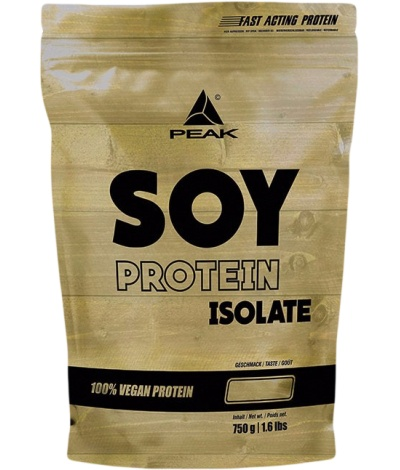 FAST ACTING PROTEIN
PEAK
SOY
PROTEIN
ISOLATE
GESCHMACK / TASTE / GOÛT
100% VEGAN PROTEIN
Inhalt / Net wt. / Poids net.
750 g | 1.6 lbs